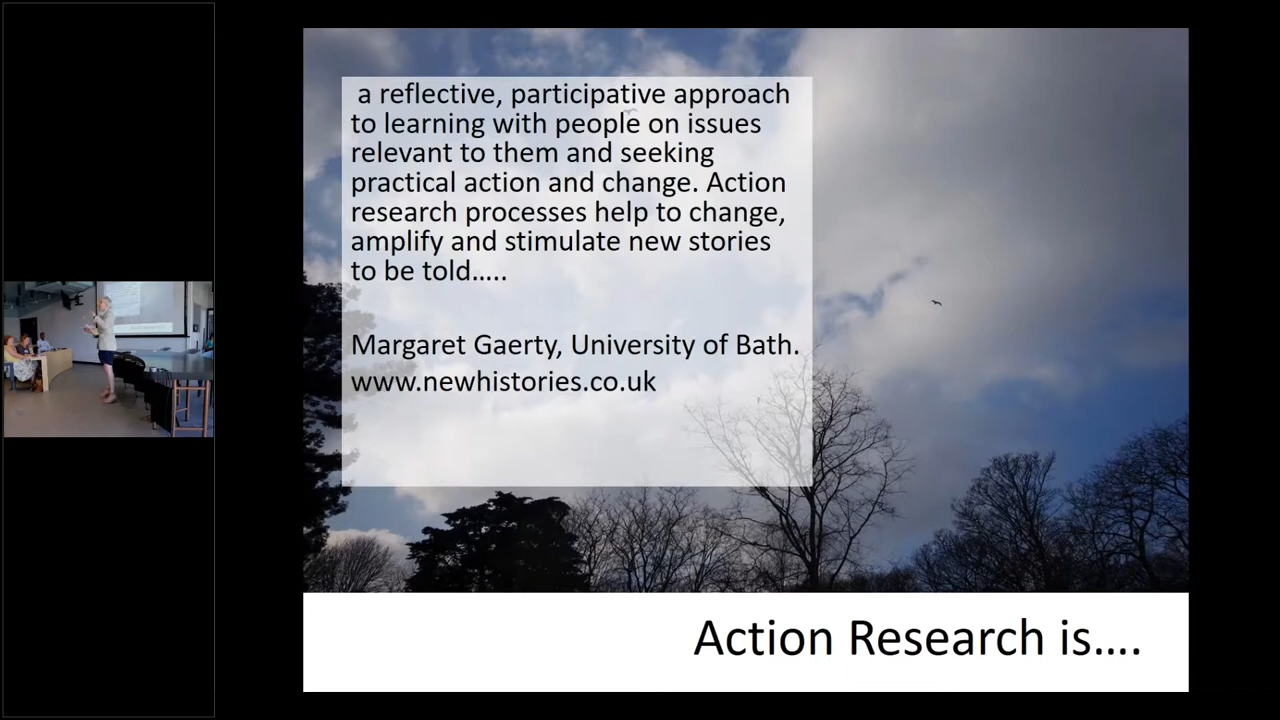 a reflective, participative approach
to learning with people on issues
relevant to them and seeking
practical action and change. Action
research processes help to change,
amplify and stimulate new stories
to be told…..
Margaret Gaerty, University of Bath.
www.newhistories.co.uk
Action Research is….